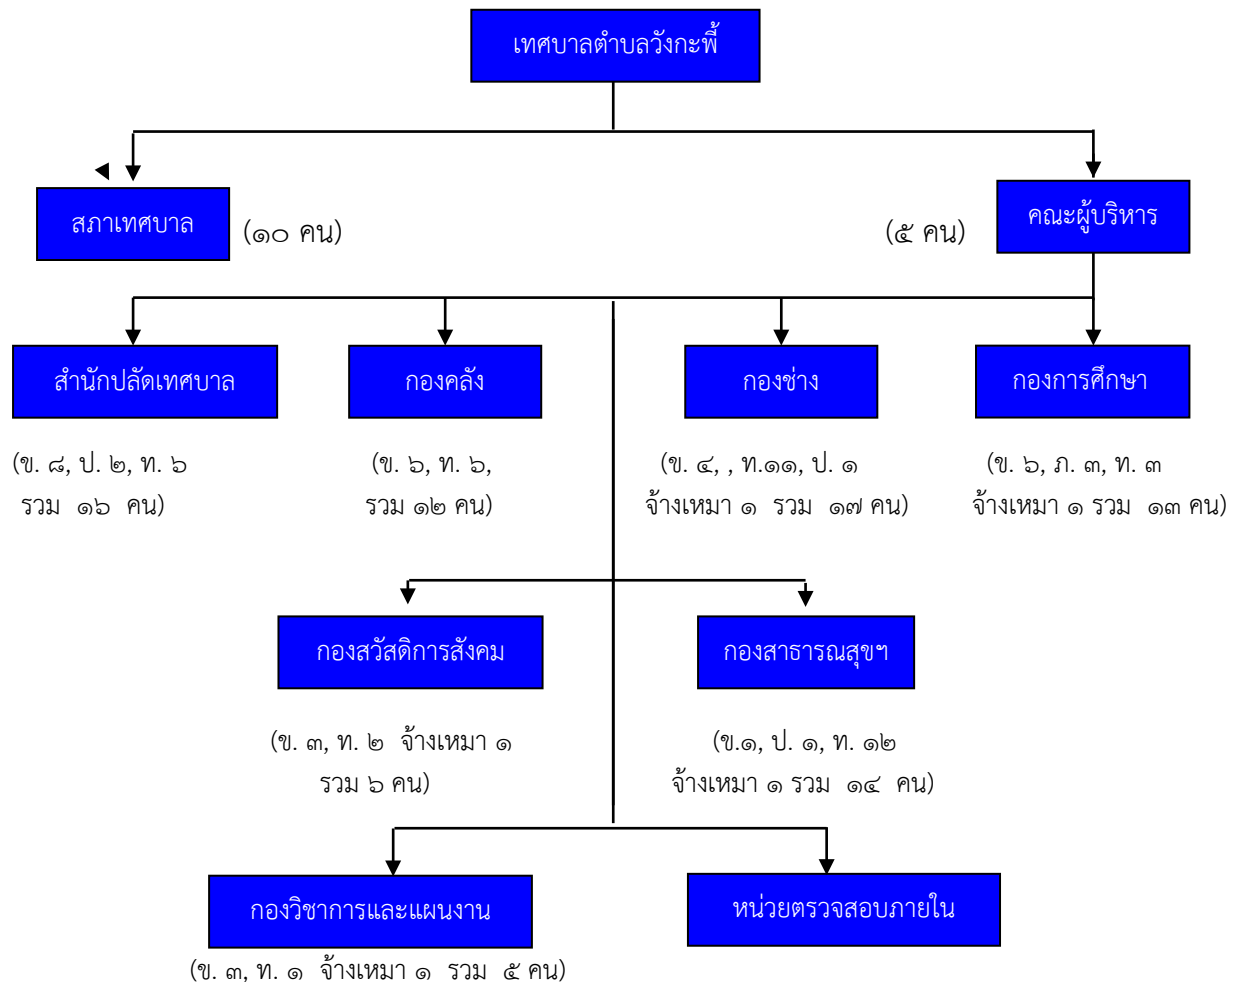 เทศบาลตำบลวังกะพี้
สภาเทศบาล
(๑๐ คน)
(๕ คน)
คณะผู้บริหาร
สำนักปลัดเทศบาล
กองคลัง
กองช่าง
กองการศึกษา
(ข. ๘, ป. ๒, ท. ๖
รวม ๑๖ คน)
(ข. ๖, ท. ๖,
รวม ๑๒ คน)
(ข. ๔, , ท.๑๑, ป. ๑
จ้างเหมา ๑ รวม ๑๗ คน)
(ข. ๖, ภ. ๓, ท. ๓
จ้างเหมา ๑ รวม ๑๓ คน)
กองสวัสดิการสังคม
กองสาธารณสุขฯ
(ข. ๓, ท. ๒ จ้างเหมา ๑
รวม ๖ คน)
(ข.๑, ป. ๑, ท. ๑๒
จ้างเหมา ๑ รวม ๑๔ คน)
กองวิชาการและแผนงาน
หน่วยตรวจสอบภายใน
(ข. ๓, ท. ๑ จ้างเหมา ๑ รวม ๕ คน)